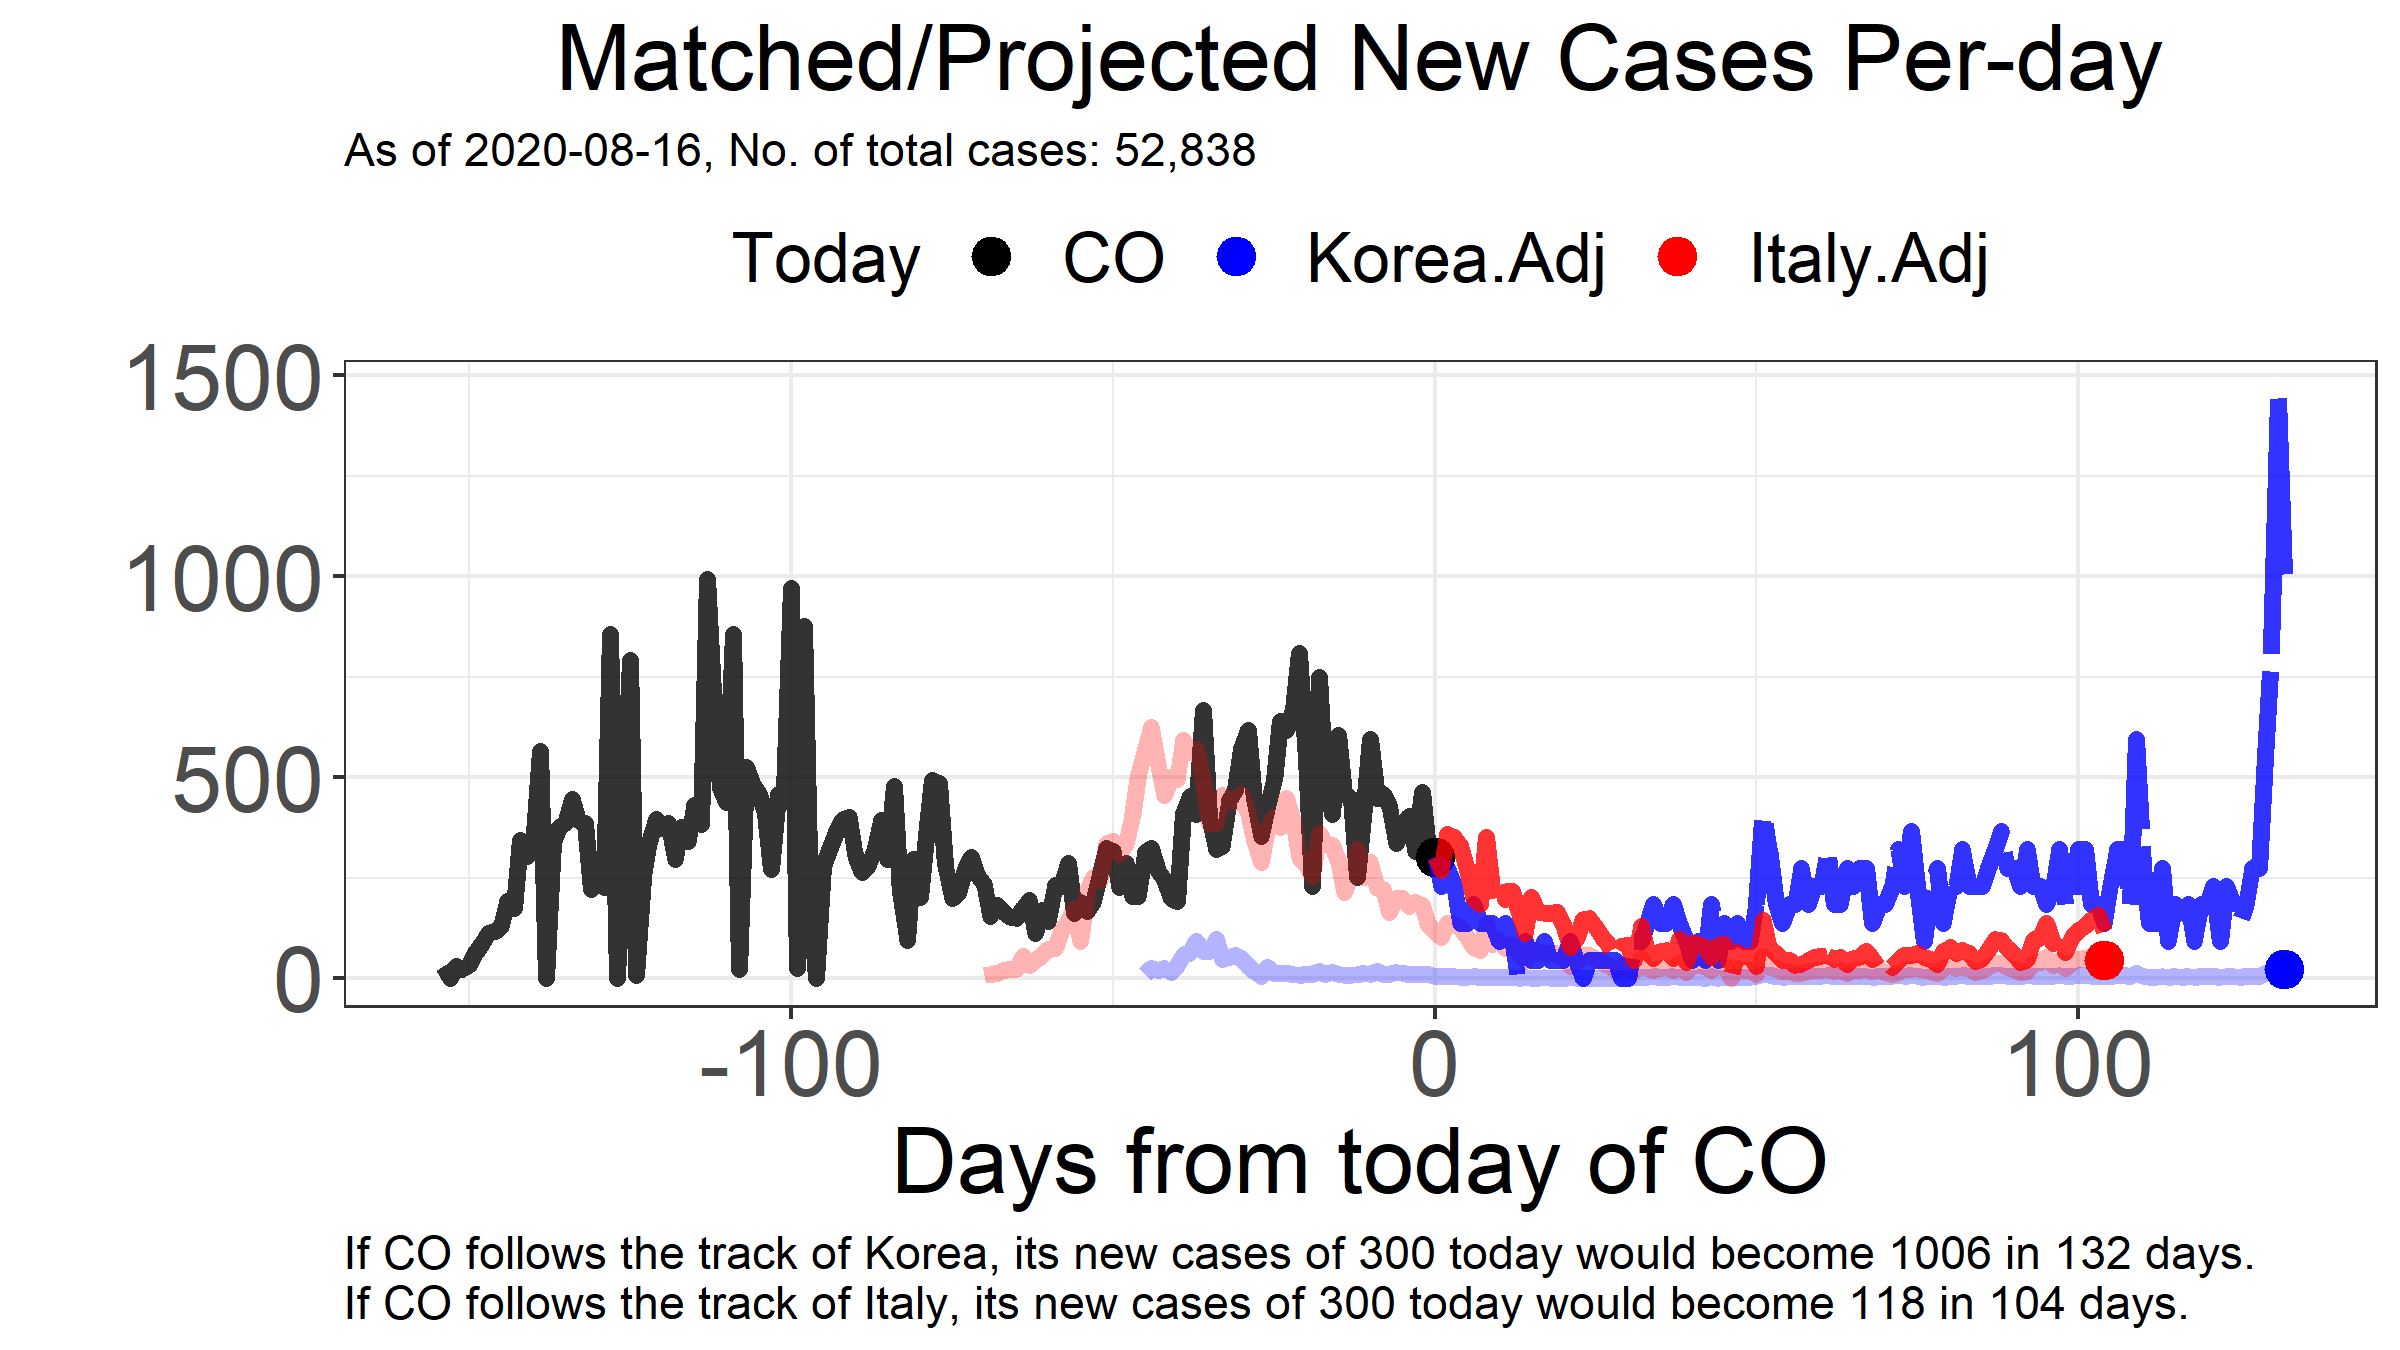 Matched/Projected New Cases Per-day
As of 2020-08-16, No. of total cases: 52,838
Today CO Korea.Adj Italy.Adj
1500
1000
500
0
-100 0 100
Days from today of CO
If CO follows the track of Korea, its new cases of 300 today would become 1006 in 132 days.
If CO follows the track of Italy, its new cases of 300 today would become 118 in 104 days.